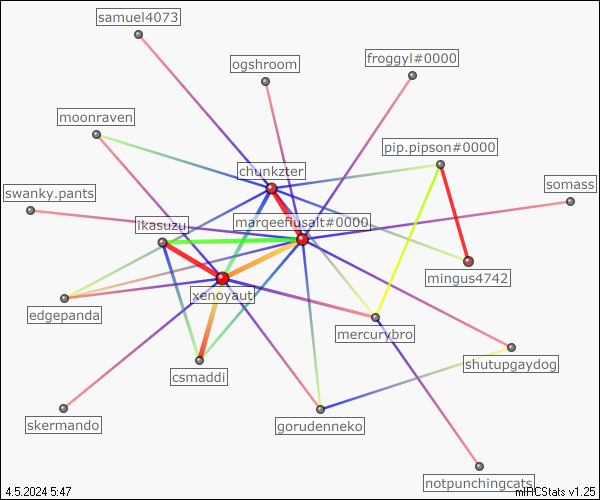 samuel4073
ogshroom
froggyl#0000
moonraven
pip.pipson#0000
chunkzter
swanky.pants
somass
ikasuzu
marqeefiusalt#0000
mingus4742
xenoyaut
edgepanda
mercurybro
shutupgaydog
csmaddi
skermando
gorudenneko
notpunchingcats
4.5.2024 5:47
mIRCStats v1.25